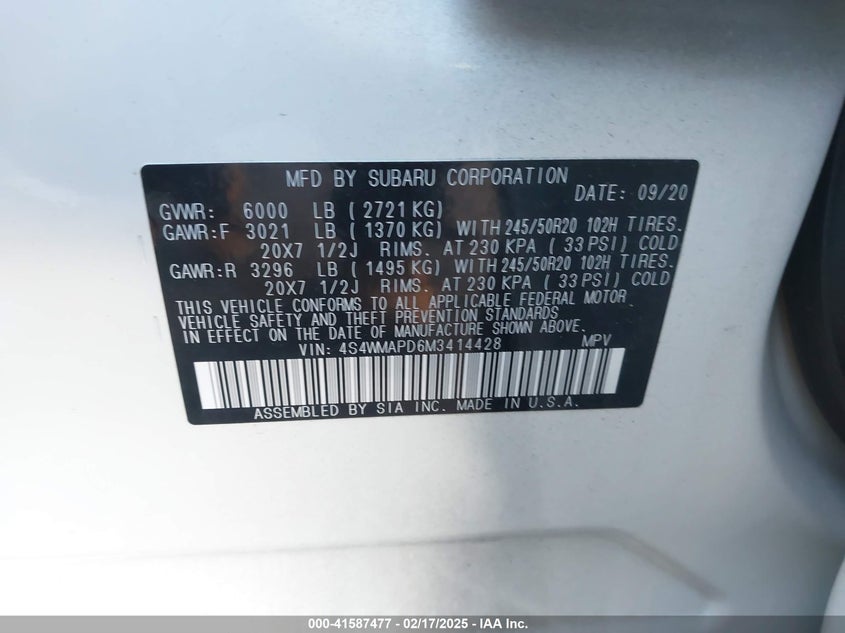 MFD BY SUBARU CORPORATION DATE: 09/20
GVWR: 6000 LB ( 2721 KG)
GAWR:F 3021 LB ( 1370 KG) WITH 245/50R20 102H TIRES.
20X7 1/2J RIMS. AT 230 KPA ( 33 PSI) COLD
GAWR:R 3296 LB ( 1495 KG) WITH 245/50R20 102H TIRES.
20X7 1/2J RIMS. AT 230 KPA ( 33 PSI) COLD
THIS VEHICLE CONFORMS TO ALL APPLICABLE FEDERAL MOTOR
VEHICLE SAFETY AND THEFT PREVENTION STANDARDS
IN EFFECT ON THE DATE OF MANUFACTURE SHOWN ABOVE.
VIN: 4S4WMAPD6M3414428 MPV
ASSEMBLED BY SIA INC. MADE IN U.S.A.
000-41587477 - 02/17/2025 - IAA Inc.